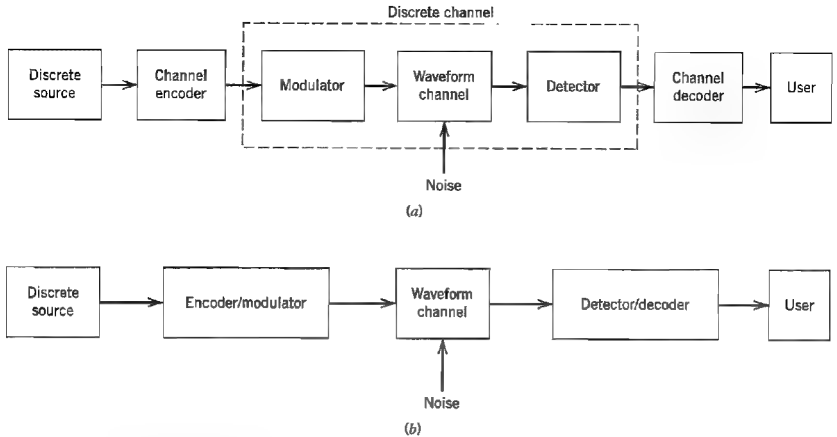 Discrete channel
Discrete
source
Channel
encoder
Modulator
Waveform
channel
Detector
Channel
decoder
User
Noise
(a)
Discrete
source
Encoder/modulator
Waveform
channel
Detector/decoder
User
Noise
(b)